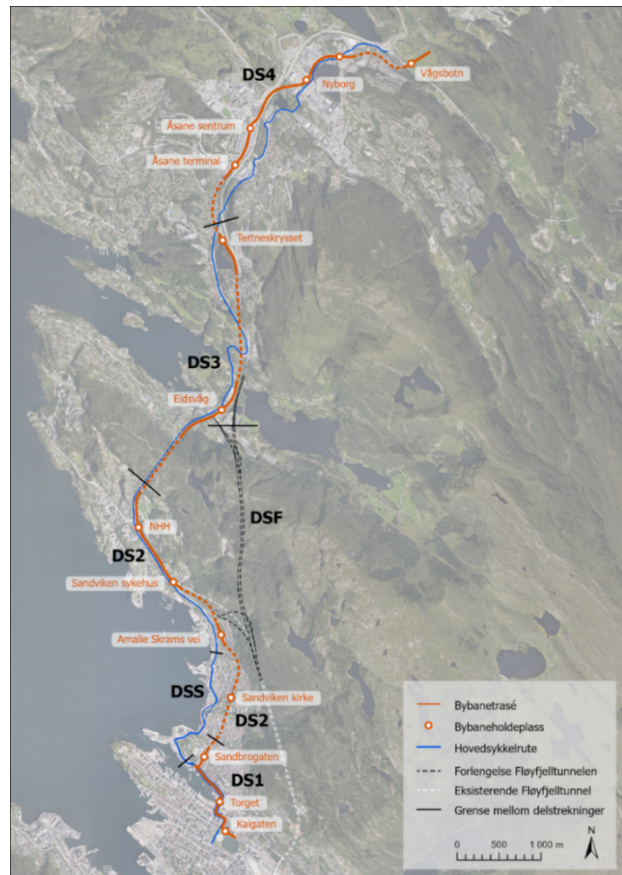 DS4
Vågsbotn
Nyborg
Åsane sentrum
Åsane terminal
Tertneskrysset
DS3
Eidsvåg
DSF
NHH
DS2
Sandviken sykehus
Amalie Skrams vei
DSS
Sandviken kirke
DS2
Sandbrogaten
DS1
Torget
Kaigaten
Bybanetrasé
Bybaneholdeplass
Hovedsykkelrute
Forlengelse Fløyfjelltunnelen
Eksisterende Fløyfjelltunnel
Grense mellom delstrekninger
N
0 500 1 000 m